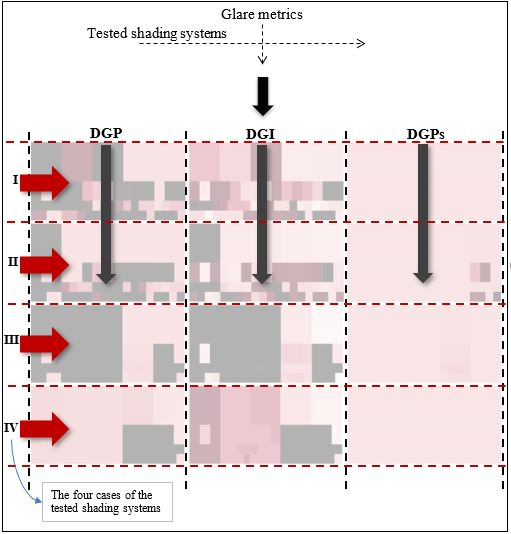 Glare metrics
Tested shading systems
DGP DGI DGPs
I
II
III
IV
The four cases of the
tested shading systems